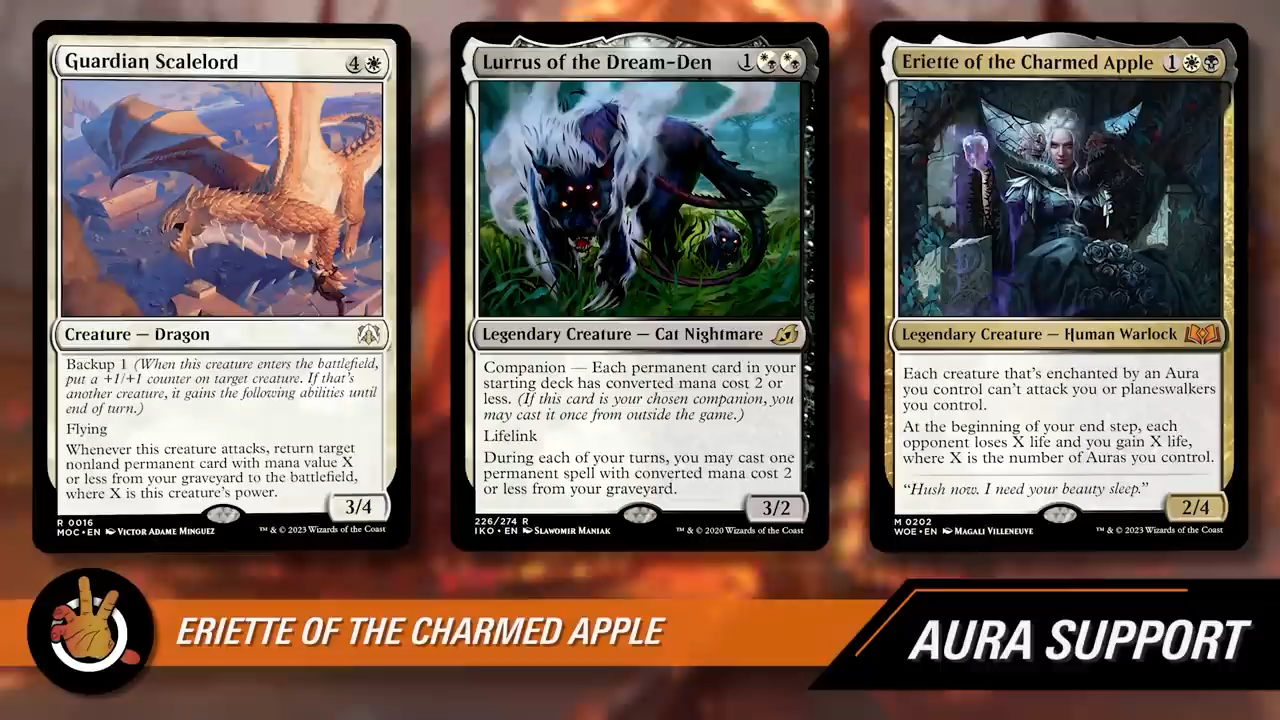 Guardian Scalelord 4
Creature — Dragon
Backup 1 (When this creature enters the battlefield,
put a +1/+1 counter on target creature. If that's
another creature, it gains the following abilities until
end of turn.)
Flying
Whenever this creature attacks, return target
nonland permanent card with mana value X
or less from your graveyard to the battlefield,
where X is this creature's power.
3/4
R 0016
MOC • EN VICTOR ADAME MINGUEZ
™ & © 2023 Wizards of the Coast
Lurrus of the Dream-Den 1
Legendary Creature — Cat Nightmare
Companion — Each permanent card in your
starting deck has converted mana cost 2 or
less. (If this card is your chosen companion, you
may cast it once from outside the game.)
Lifelink
During each of your turns, you may cast one
permanent spell with converted mana cost 2
or less from your graveyard.
3/2
226/274 R
IKO • EN SLAWOMIR MANIAK
™ & © 2020 Wizards of the Coast
Eriette of the Charmed Apple 1
Legendary Creature — Human Warlock
Each creature that's enchanted by an Aura
you control can't attack you or planeswalkers
you control.
At the beginning of your end step, each
opponent loses X life and you gain X life,
where X is the number of Auras you control.
“Hush now. I need your beauty sleep.”
2/4
M 0202
WOE • EN MAGALI VILLENEUVE
™ & © 2023 Wizards of the Coast
ERIETTE OF THE CHARMED APPLE
AURA SUPPORT